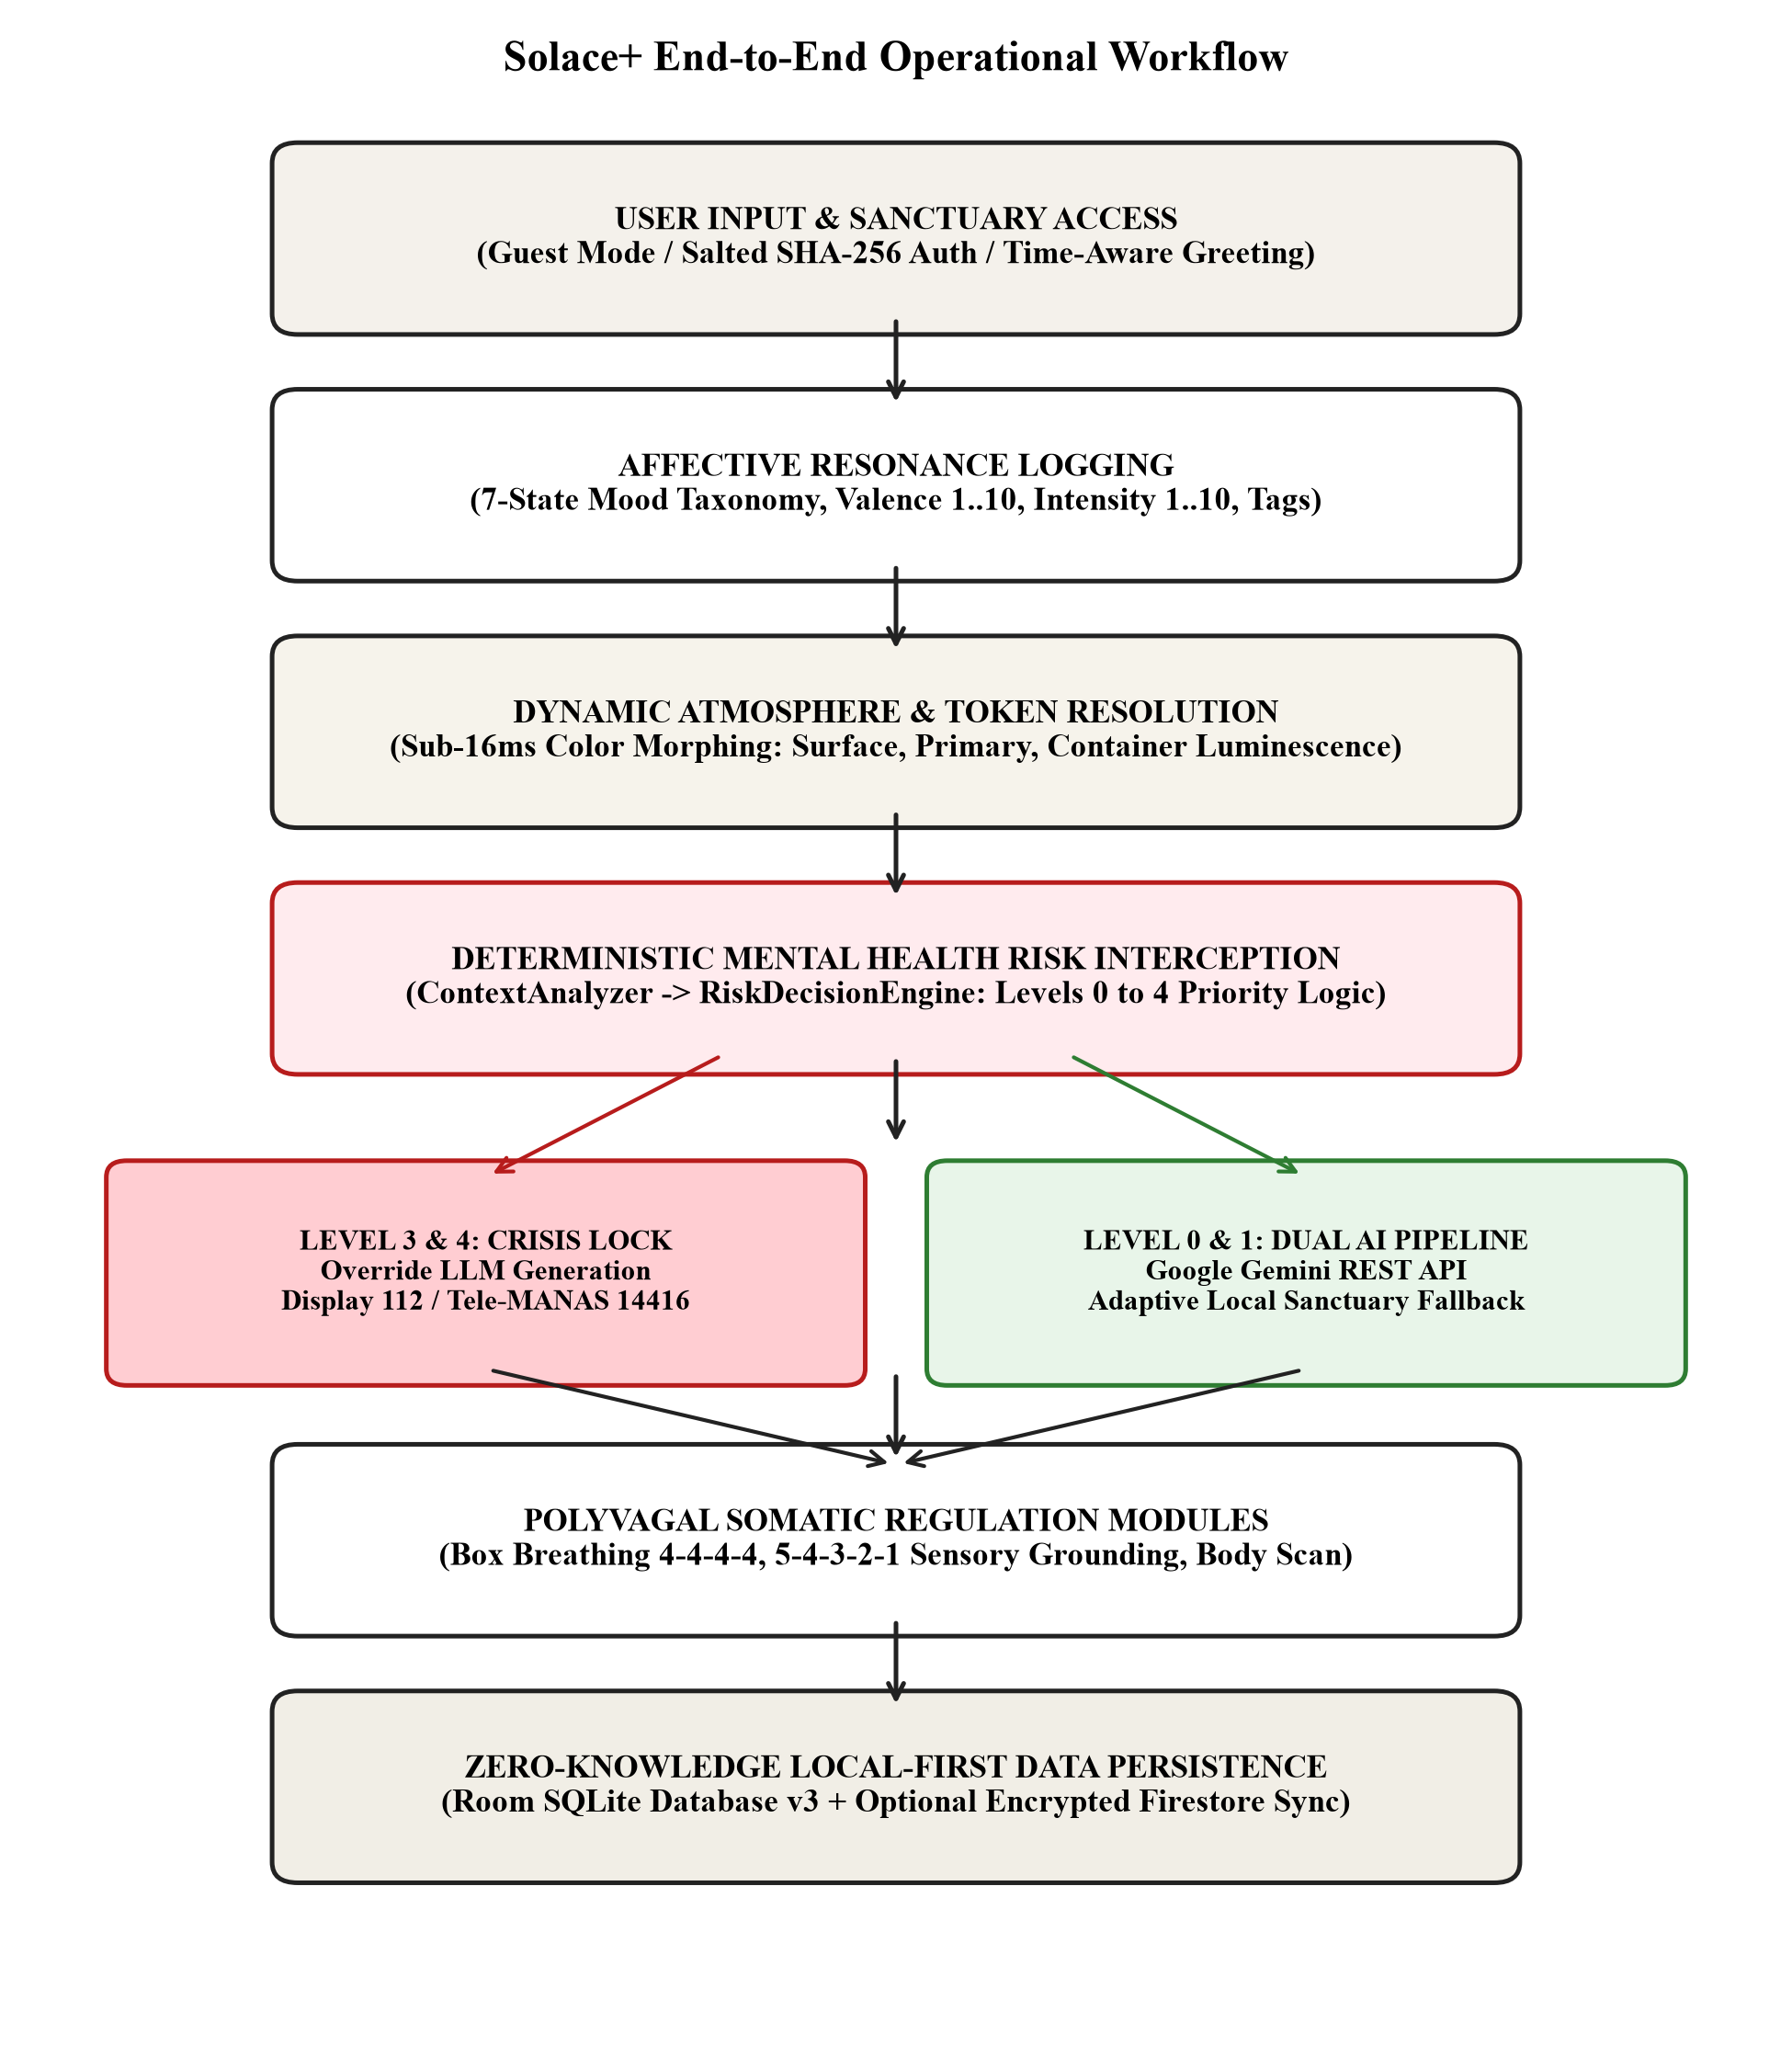 Solace+ End-to-End Operational Workflow
USER INPUT & SANCTUARY ACCESS
(Guest Mode / Salted SHA-256 Auth / Time-Aware Greeting)
AFFECTIVE RESONANCE LOGGING
(7-State Mood Taxonomy, Valence 1..10, Intensity 1..10, Tags)
DYNAMIC ATMOSPHERE & TOKEN RESOLUTION
(Sub-16ms Color Morphing: Surface, Primary, Container Luminescence)
DETERMINISTIC MENTAL HEALTH RISK INTERCEPTION
(ContextAnalyzer -> RiskDecisionEngine: Levels 0 to 4 Priority Logic)
LEVEL 3 & 4: CRISIS LOCK
Override LLM Generation
Display 112 / Tele-MANAS 14416
LEVEL 0 & 1: DUAL AI PIPELINE
Google Gemini REST API
Adaptive Local Sanctuary Fallback
POLYVAGAL SOMATIC REGULATION MODULES
(Box Breathing 4-4-4-4, 5-4-3-2-1 Sensory Grounding, Body Scan)
ZERO-KNOWLEDGE LOCAL-FIRST DATA PERSISTENCE
(Room SQLite Database v3 + Optional Encrypted Firestore Sync)